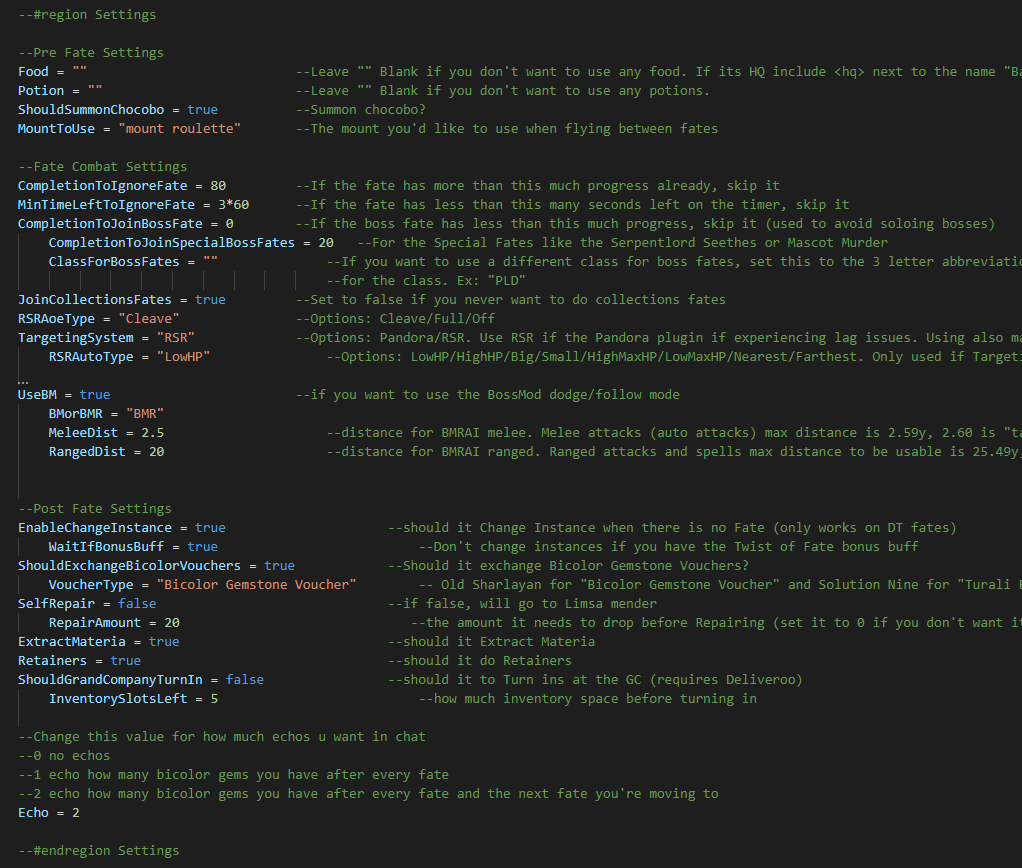 --#region Settings
--Pre Fate Settings
Food = "" --Leave "" Blank if you don't want to use any food. If its HQ include <hq> next to the name "Ba
Potion = "" --Leave "" Blank if you don't want to use any potions.
ShouldSummonChocobo = true --Summon chocobo?
MountToUse = "mount roulette" --The mount you'd like to use when flying between fates
--Fate Combat Settings
CompletionToIgnoreFate = 80 --If the fate has more than this much progress already, skip it
MinTimeLeftToIgnoreFate = 3*60 --If the fate has less than this many seconds left on the timer, skip it
CompletionToJoinBossFate = 0 --If the boss fate has less than this much progress, skip it (used to avoid soloing bosses)
CompletionToJoinSpecialBossFates = 20 --For the Special Fates like the Serpentlord Seethes or Mascot Murder
ClassForBossFates = "" --If you want to use a different class for boss fates, set this to the 3 letter abbreviatio
--for the class. Ex: "PLD"
JoinCollectionsFates = true --Set to false if you never want to do collections fates
RSRAoeType = "Cleave" --Options: Cleave/Full/Off
TargetingSystem = "RSR" --Options: Pandora/RSR. Use RSR if the Pandora plugin if experiencing lag issues. Using also ma
RSRAutoType = "LowHP" --Options: LowHP/HighHP/Big/Small/HighMaxHP/LowMaxHP/Nearest/Farthest. Only used if Targeti
...
UseBM = true --if you want to use the BossMod dodge/follow mode
BMorBMR = "BMR"
MeleeDist = 2.5 --distance for BMRAI melee. Melee attacks (auto attacks) max distance is 2.59y, 2.60 is "ta
RangedDist = 20 --distance for BMRAI ranged. Ranged attacks and spells max distance to be usable is 25.49y,
--Post Fate Settings
EnableChangeInstance = true --should it Change Instance when there is no Fate (only works on DT fates)
WaitIfBonusBuff = true --Don't change instances if you have the Twist of Fate bonus buff
ShouldExchangeBicolorVouchers = true --Should it exchange Bicolor Gemstone Vouchers?
VoucherType = "Bicolor Gemstone Voucher" -- Old Sharlayan for "Bicolor Gemstone Voucher" and Solution Nine for "Turali B
SelfRepair = false --if false, will go to Limsa mender
RepairAmount = 20 --the amount it needs to drop before Repairing (set it to 0 if you don't want it
ExtractMateria = true --should it Extract Materia
Retainers = true --should it do Retainers
ShouldGrandCompanyTurnIn = false --should it to Turn ins at the GC (requires Deliveroo)
InventorySlotsLeft = 5 --how much inventory space before turning in
--Change this value for how much echos u want in chat
--0 no echos
--1 echo how many bicolor gems you have after every fate
--2 echo how many bicolor gems you have after every fate and the next fate you're moving to
Echo = 2
--#endregion Settings